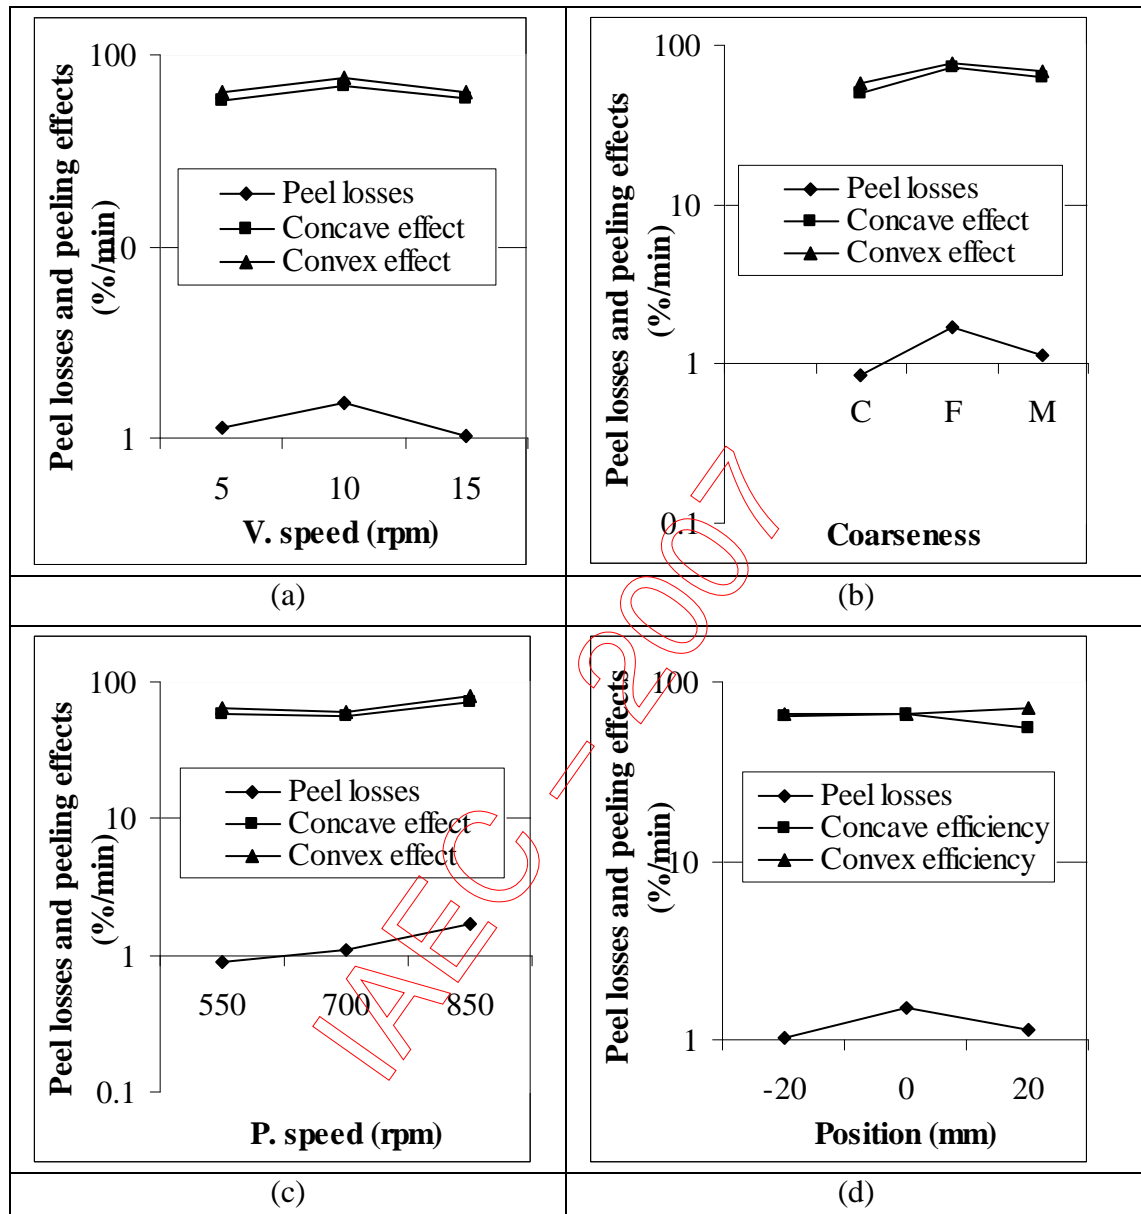 Peel losses and peeling effects
(%/min)
100
10
1
Peel losses
Concave effect
Convex effect
5 10 15
V. speed (rpm)
(a)
Peel losses and peeling effects
(%/min)
100
10
1
0.1
Peel losses
Concave effect
Convex effect
C F M
Coarseness
(b)
Peel losses and peeling effects
(%/min)
100
10
1
0.1
Peel losses
Concave effect
Convex effect
550 700 850
P. speed (rpm)
(c)
Peel losses and peeling effects
(%/min)
100
10
1
Peel losses
Concave efficiency
Convex efficiency
-20 0 20
Position (mm)
(d)
IAEC – 2007